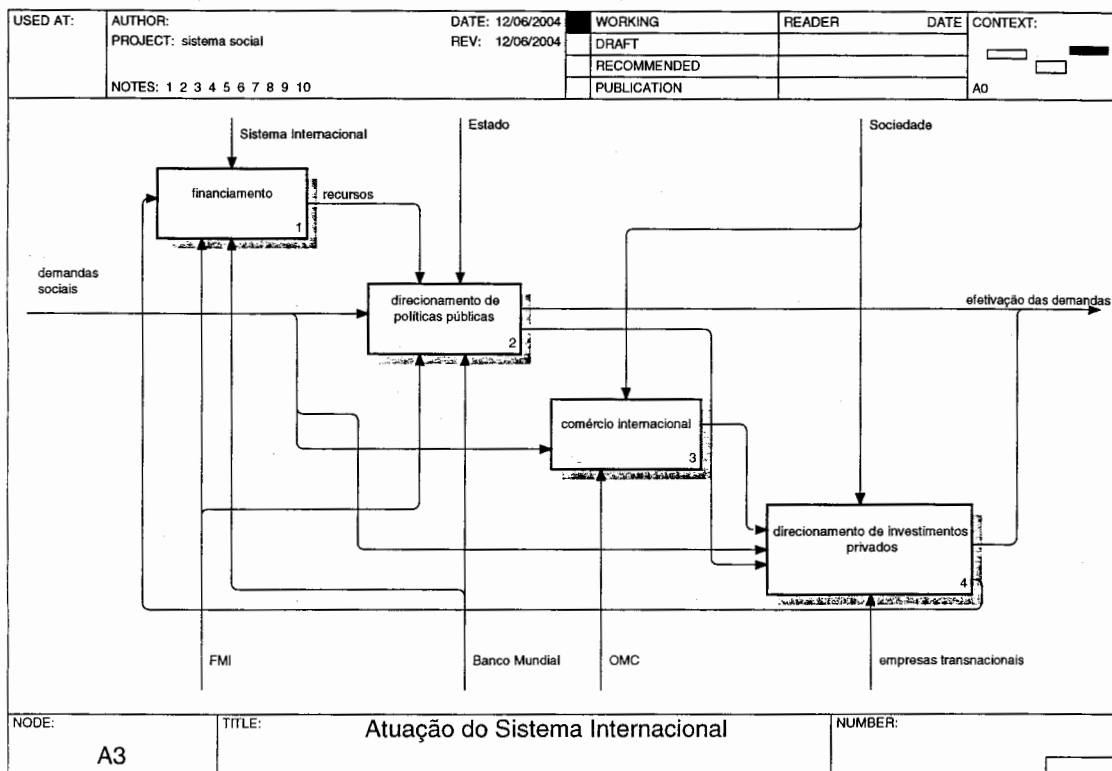 USED AT:
AUTHOR:
DATE: 12/06/2004
WORKING
READER
DATE
CONTEXT:
PROJECT: sistema social
REV: 12/06/2004
DRAFT
RECOMMENDED
NOTES: 1 2 3 4 5 6 7 8 9 10
PUBLICATION
A0
Sistema Internacional
Estado
Sociedade
financiamento
1
recursos
demandas
sociais
direcionamento de
políticas públicas
2
efetivação das demandas
comércio internacional
3
direcionamento de investimentos
privados
4
FMI
Banco Mundial
OMC
empresas transnacionais
NODE:
A3
TITLE:
Atuação do Sistema Internacional
NUMBER: